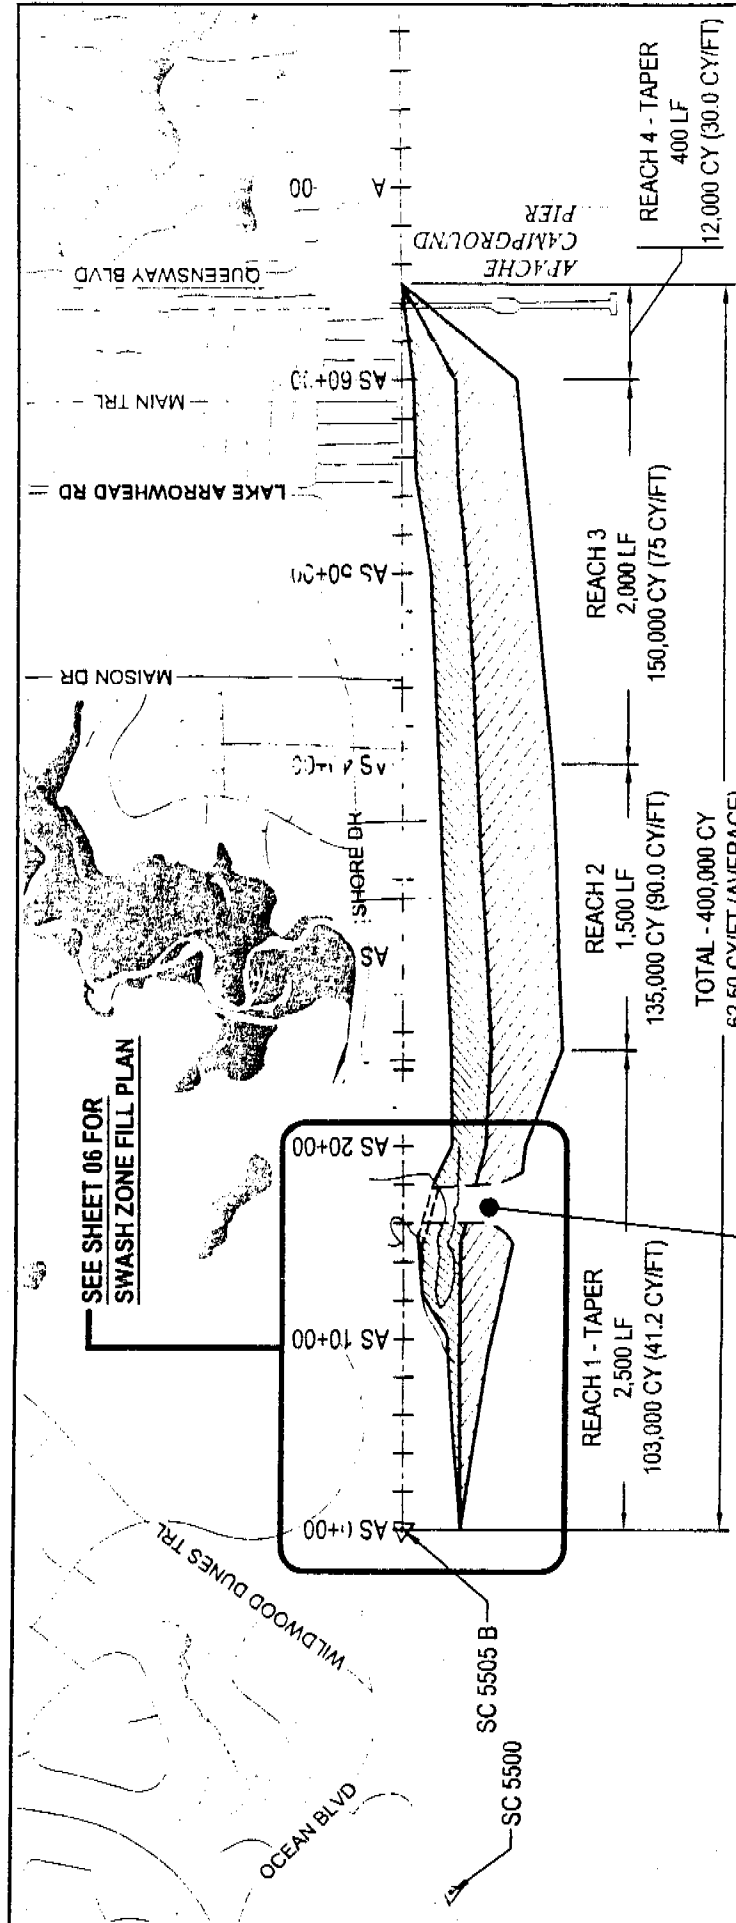 SEE SHEET 06 FOR
SWASH ZONE FILL PLAN
OCEAN BLVD
WILDWOOD DUNES TRL
SC 5500
SC 5505 B
AS 10+00
AS 20+00
AS
SHORE DR
MAISON DR
AS 50+00
LAKE ARROWHEAD RD
MAIN TRL
AS 60+00
QUEENSWAY BLVD
A 00
APACHE
CAMPGROUND
PIER
REACH 1 - TAPER
2,500 LF
103,000 CY (41.2 CY/FT)
REACH 2
1,500 LF
135,000 CY (90.0 CY/FT)
REACH 3
2,000 LF
150,000 CY (75 CY/FT)
REACH 4 - TAPER
400 LF
12,000 CY (30.0 CY/FT)
TOTAL - 400,000 CY
62.50 CY/FT (AVERAGE)